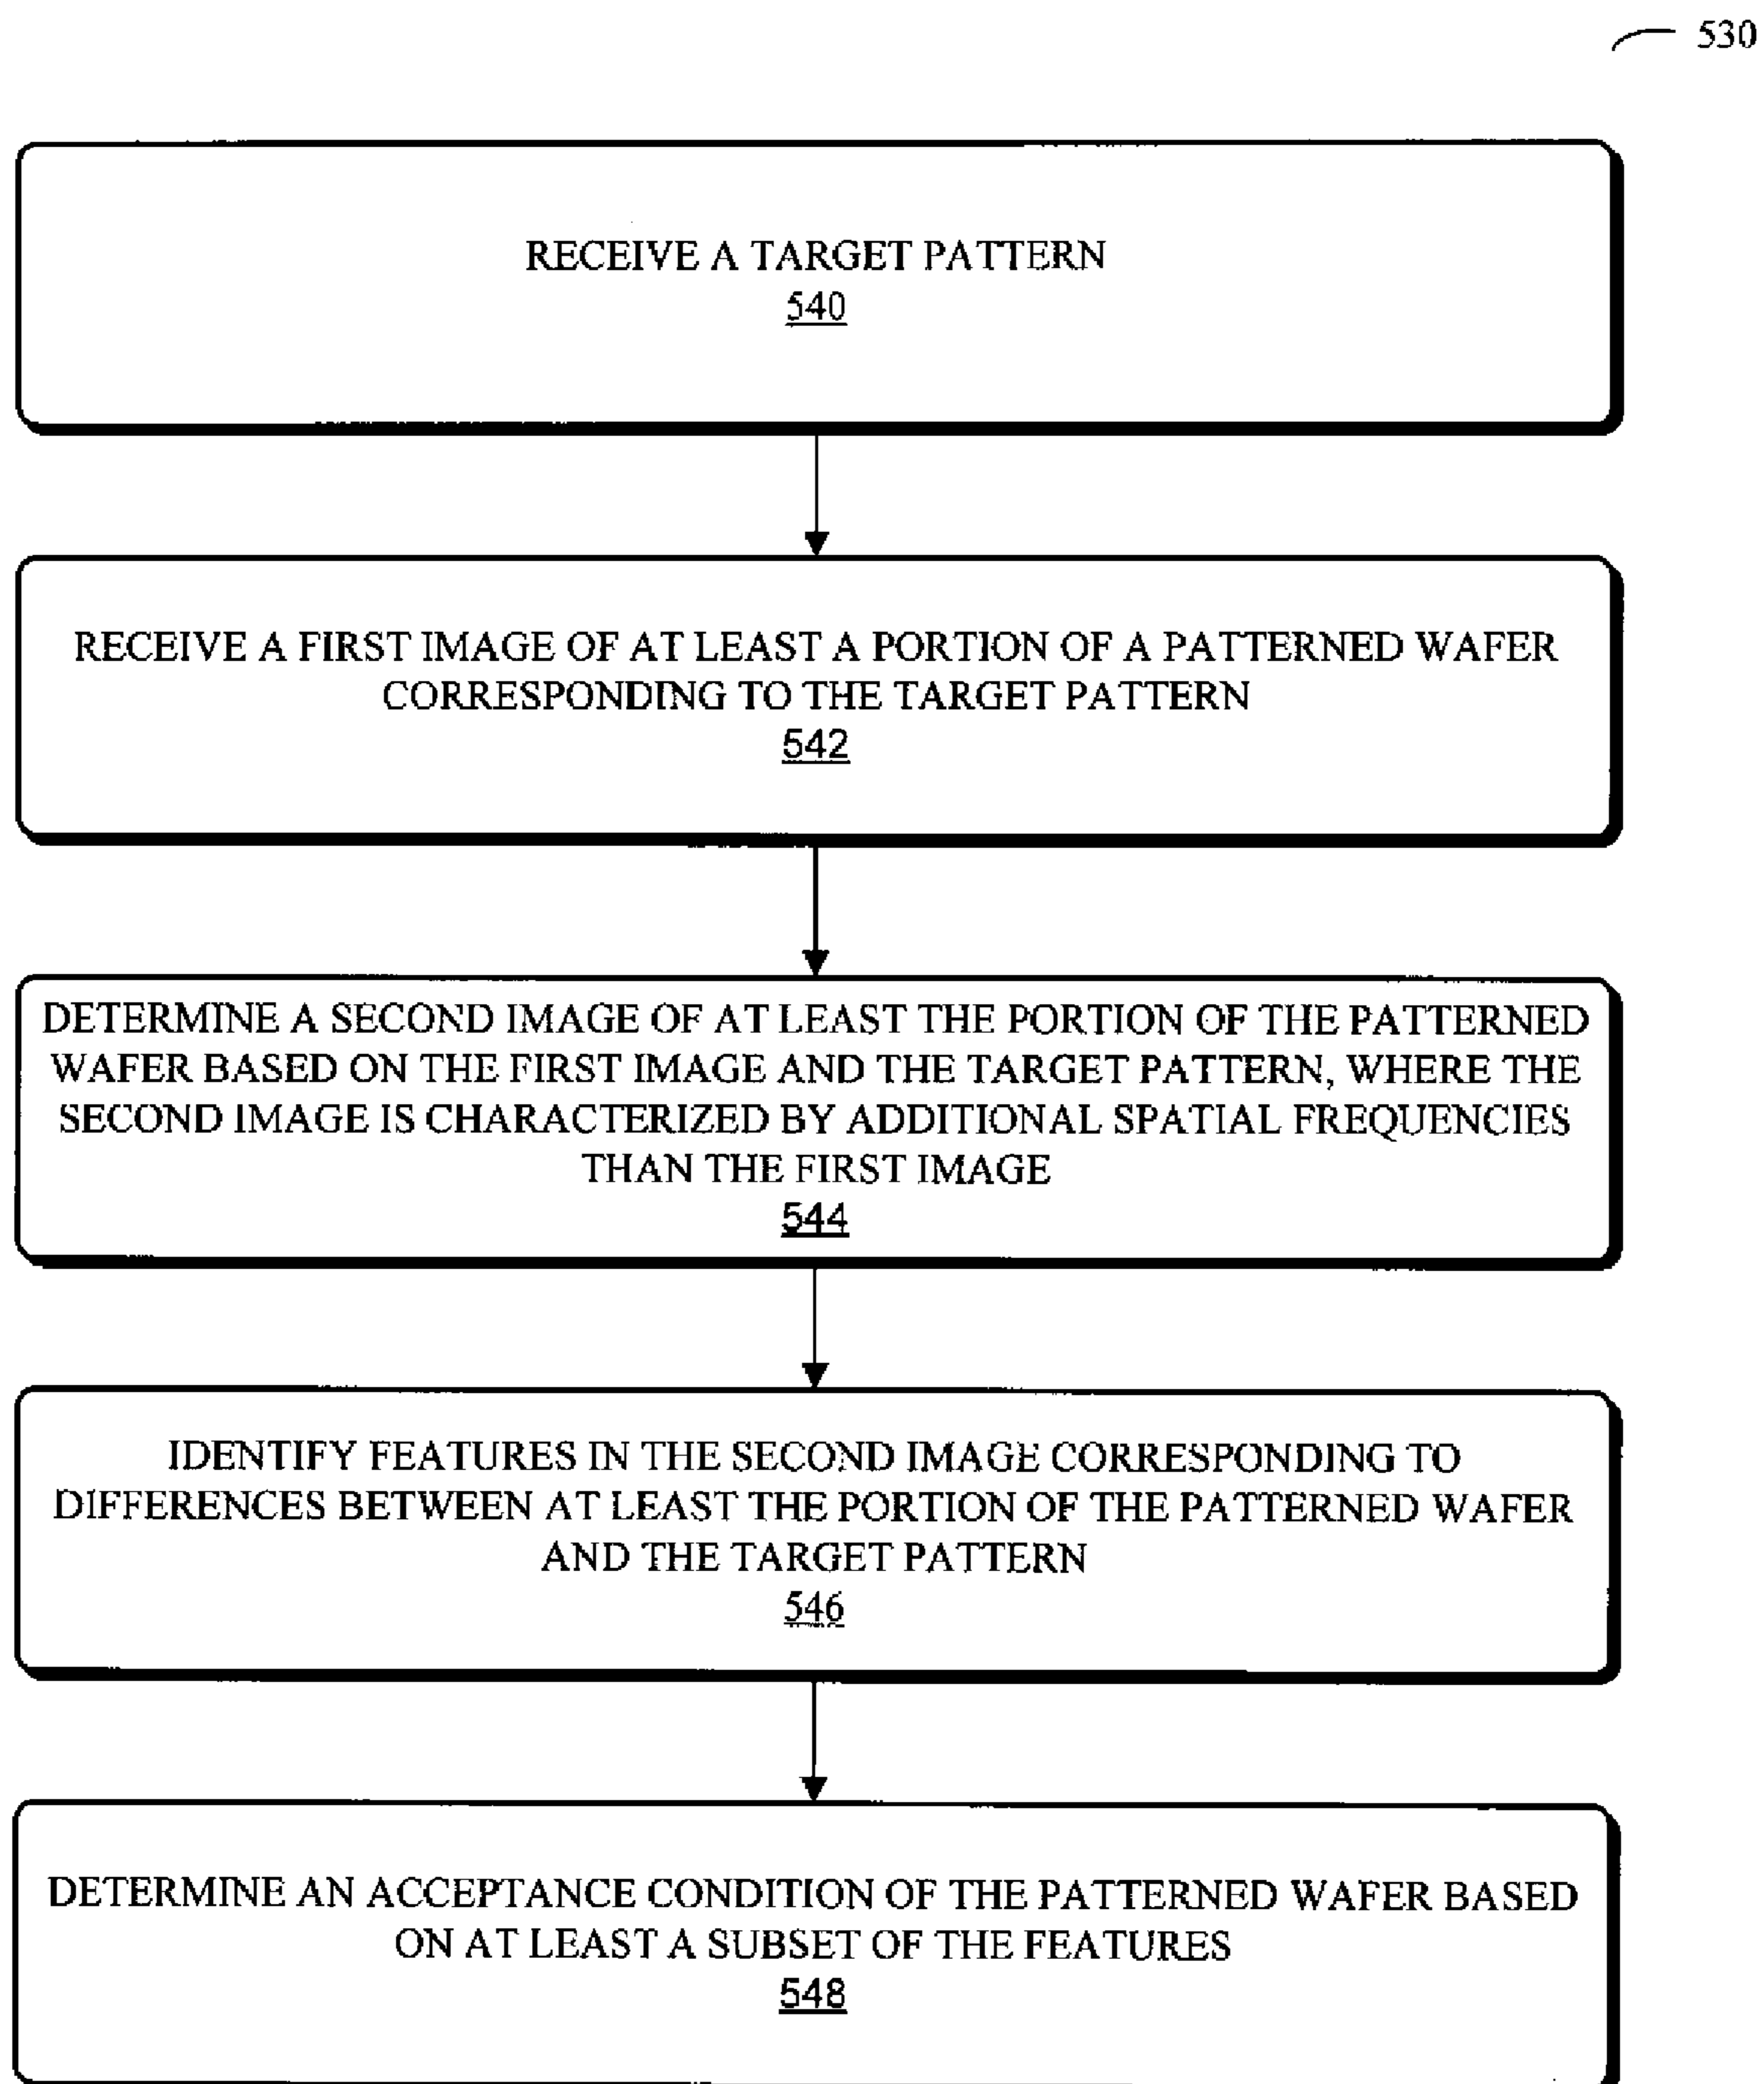 530
RECEIVE A TARGET PATTERN
540
RECEIVE A FIRST IMAGE OF AT LEAST A PORTION OF A PATTERNED WAFER
CORRESPONDING TO THE TARGET PATTERN
542
DETERMINE A SECOND IMAGE OF AT LEAST THE PORTION OF THE PATTERNED
WAFER BASED ON THE FIRST IMAGE AND THE TARGET PATTERN, WHERE THE
SECOND IMAGE IS CHARACTERIZED BY ADDITIONAL SPATIAL FREQUENCIES
THAN THE FIRST IMAGE
544
IDENTIFY FEATURES IN THE SECOND IMAGE CORRESPONDING TO
DIFFERENCES BETWEEN AT LEAST THE PORTION OF THE PATTERNED WAFER
AND THE TARGET PATTERN
546
DETERMINE AN ACCEPTANCE CONDITION OF THE PATTERNED WAFER BASED
ON AT LEAST A SUBSET OF THE FEATURES
548